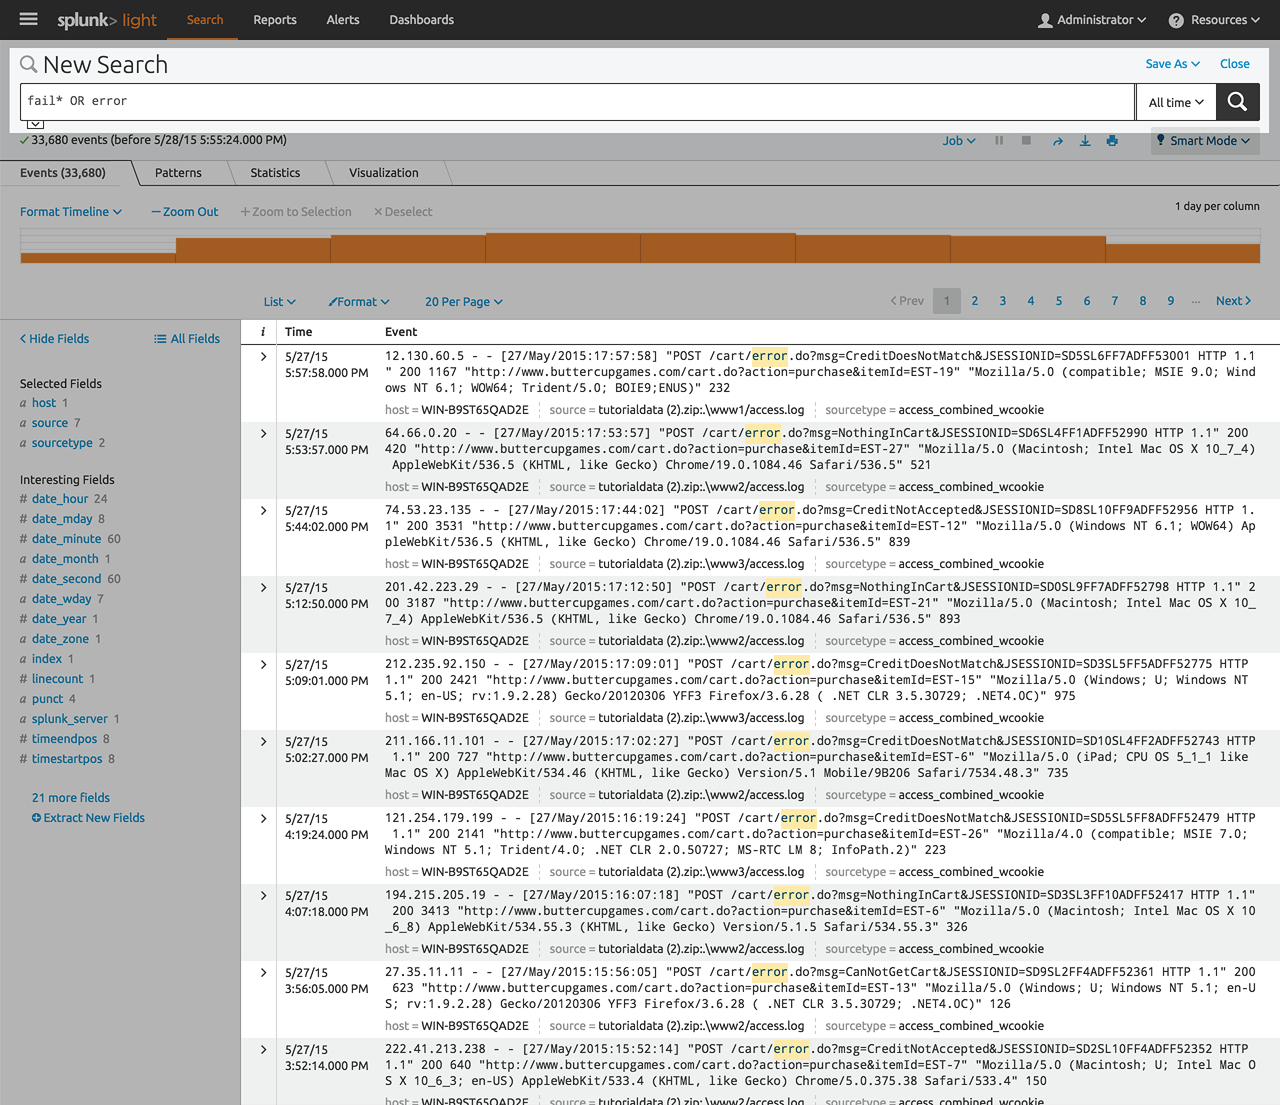 splunk> light Search Reports Alerts Dashboards Administrator Resources
New Search Save As Close
fail* OR error All time
33,680 events (before 5/28/15 5:55:24.000 PM) Job Smart Mode
Events (33,680) Patterns Statistics Visualization
Format Timeline — Zoom Out + Zoom to Selection × Deselect 1 day per column
List Format 20 Per Page < Prev 1 2 3 4 5 6 7 8 9 ... Next >
< Hide Fields All Fields
Selected Fields
a host 1
a source 7
a sourcetype 2
Interesting Fields
# date_hour 24
# date_mday 8
# date_minute 60
a date_month 1
# date_second 60
a date_wday 7
# date_year 1
a date_zone 1
a index 1
# linecount 1
a punct 4
a splunk_server 1
# timeendpos 8
# timestartpos 8
21 more fields
Extract New Fields
i Time Event
5/27/15
5:57:58.000 PM
12.130.60.5 - - [27/May/2015:17:57:58] "POST /cart/error.do?msg=CreditDoesNotMatch&JSESSIONID=SD5SL6FF7ADFF53001 HTTP 1.1
" 200 1167 "http://www.buttercupgames.com/cart.do?action=purchase&itemId=EST-19" "Mozilla/5.0 (compatible; MSIE 9.0; Wind
ows NT 6.1; WOW64; Trident/5.0; BOIE9;ENUS)" 232
host = WIN-B9ST65QAD2E source = tutorialdata (2).zip:.\www1/access.log sourcetype = access_combined_wcookie
5/27/15
5:53:57.000 PM
64.66.0.20 - - [27/May/2015:17:53:57] "POST /cart/error.do?msg=NothingInCart&JSESSIONID=SD6SL4FF1ADFF52990 HTTP 1.1" 200
420 "http://www.buttercupgames.com/cart.do?action=purchase&itemId=EST-27" "Mozilla/5.0 (Macintosh; Intel Mac OS X 10_7_4)
AppleWebKit/536.5 (KHTML, like Gecko) Chrome/19.0.1084.46 Safari/536.5" 521
host = WIN-B9ST65QAD2E source = tutorialdata (2).zip:.\www2/access.log sourcetype = access_combined_wcookie
5/27/15
5:44:02.000 PM
74.53.23.135 - - [27/May/2015:17:44:02] "POST /cart/error.do?msg=CreditNotAccepted&JSESSIONID=SD8SL10FF9ADFF52956 HTTP 1.
1" 200 3531 "http://www.buttercupgames.com/cart.do?action=purchase&itemId=EST-12" "Mozilla/5.0 (Windows NT 6.1; WOW64) Ap
pleWebKit/536.5 (KHTML, like Gecko) Chrome/19.0.1084.46 Safari/536.5" 839
host = WIN-B9ST65QAD2E source = tutorialdata (2).zip:.\www3/access.log sourcetype = access_combined_wcookie
5/27/15
5:12:50.000 PM
201.42.223.29 - - [27/May/2015:17:12:50] "POST /cart/error.do?msg=NothingInCart&JSESSIONID=SD0SL9FF7ADFF52798 HTTP 1.1" 2
00 3187 "http://www.buttercupgames.com/cart.do?action=purchase&itemId=EST-21" "Mozilla/5.0 (Macintosh; Intel Mac OS X 10_
7_4) AppleWebKit/536.5 (KHTML, like Gecko) Chrome/19.0.1084.46 Safari/536.5" 893
host = WIN-B9ST65QAD2E source = tutorialdata (2).zip:.\www2/access.log sourcetype = access_combined_wcookie
5/27/15
5:09:01.000 PM
212.235.92.150 - - [27/May/2015:17:09:01] "POST /cart/error.do?msg=CreditDoesNotMatch&JSESSIONID=SD3SL5FF5ADFF52775 HTTP
1.1" 200 2421 "http://www.buttercupgames.com/cart.do?action=purchase&itemId=EST-15" "Mozilla/5.0 (Windows; U; Windows NT
5.1; en-US; rv:1.9.2.28) Gecko/20120306 YFF3 Firefox/3.6.28 ( .NET CLR 3.5.30729; .NET4.0C)" 975
host = WIN-B9ST65QAD2E source = tutorialdata (2).zip:.\www3/access.log sourcetype = access_combined_wcookie
5/27/15
5:02:27.000 PM
211.166.11.101 - - [27/May/2015:17:02:27] "POST /cart/error.do?msg=CreditDoesNotMatch&JSESSIONID=SD10SL4FF2ADFF52743 HTTP
1.1" 200 727 "http://www.buttercupgames.com/cart.do?action=purchase&itemId=EST-6" "Mozilla/5.0 (iPad; CPU OS 5_1_1 like
Mac OS X) AppleWebKit/534.46 (KHTML, like Gecko) Version/5.1 Mobile/9B206 Safari/7534.48.3" 735
host = WIN-B9ST65QAD2E source = tutorialdata (2).zip:.\www2/access.log sourcetype = access_combined_wcookie
5/27/15
4:19:24.000 PM
121.254.179.199 - - [27/May/2015:16:19:24] "POST /cart/error.do?msg=CreditDoesNotMatch&JSESSIONID=SD5SL5FF8ADFF52479 HTTP
1.1" 200 2141 "http://www.buttercupgames.com/cart.do?action=purchase&itemId=EST-26" "Mozilla/4.0 (compatible; MSIE 7.0;
Windows NT 5.1; Trident/4.0; .NET CLR 2.0.50727; MS-RTC LM 8; InfoPath.2)" 223
host = WIN-B9ST65QAD2E source = tutorialdata (2).zip:.\www2/access.log sourcetype = access_combined_wcookie
5/27/15
4:07:18.000 PM
194.215.205.19 - - [27/May/2015:16:07:18] "POST /cart/error.do?msg=NothingInCart&JSESSIONID=SD3SL3FF10ADFF52417 HTTP 1.1"
200 3413 "http://www.buttercupgames.com/cart.do?action=purchase&itemId=EST-6" "Mozilla/5.0 (Macintosh; Intel Mac OS X 10
_6_8) AppleWebKit/534.55.3 (KHTML, like Gecko) Version/5.1.5 Safari/534.55.3" 326
host = WIN-B9ST65QAD2E source = tutorialdata (2).zip:.\www2/access.log sourcetype = access_combined_wcookie
5/27/15
3:56:05.000 PM
27.35.11.11 - - [27/May/2015:15:56:05] "POST /cart/error.do?msg=CanNotGetCart&JSESSIONID=SD9SL2FF4ADFF52361 HTTP 1.1" 200
623 "http://www.buttercupgames.com/cart.do?action=purchase&itemId=EST-13" "Mozilla/5.0 (Windows; U; Windows NT 5.1; en-U
S; rv:1.9.2.28) Gecko/20120306 YFF3 Firefox/3.6.28 ( .NET CLR 3.5.30729; .NET4.0C)" 126
host = WIN-B9ST65QAD2E source = tutorialdata (2).zip:.\www2/access.log sourcetype = access_combined_wcookie
5/27/15
3:52:14.000 PM
222.41.213.238 - - [27/May/2015:15:52:14] "POST /cart/error.do?msg=CreditNotAccepted&JSESSIONID=SD2SL10FF4ADFF52352 HTTP
1.1" 200 640 "http://www.buttercupgames.com/cart.do?action=purchase&itemId=EST-7" "Mozilla/5.0 (Macintosh; U; Intel Mac O
S X 10_6_3; en-US) AppleWebKit/533.4 (KHTML, like Gecko) Chrome/5.0.375.38 Safari/533.4" 150
host = WIN-B9ST65QAD2E source = tutorialdata (2).zip:.\www2/access.log sourcetype = access_combined_wcookie